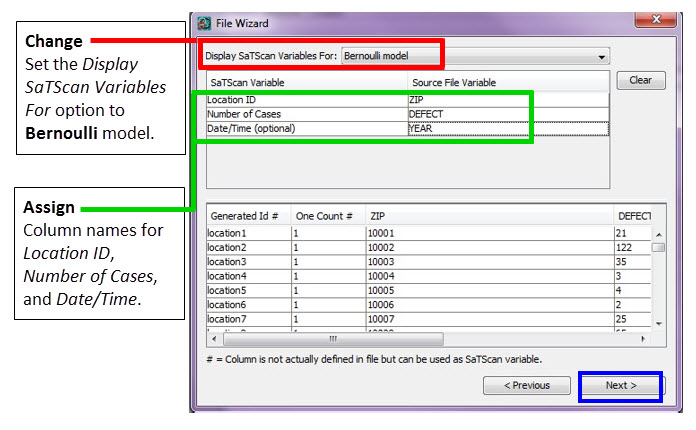 Change
Set the Display
SaTScan Variables
For option to
Bernoulli model.
Assign
Column names for
Location ID,
Number of Cases,
and Date/Time.
File Wizard
Display SaTScan Variables For: Bernoulli model
Clear
SaTScan Variable Source File Variable
Location ID ZIP
Number of Cases DEFECT
Date/Time (optional) YEAR
Generated Id # One Count # ZIP DEFECT
location1 1 10001 21
location2 1 10002 122
location3 1 10003 35
location4 1 10004 3
location5 1 10005 4
location6 1 10006 2
location7 1 10007 25
# = Column is not actually defined in file but can be used as SaTScan variable.
< Previous Next >